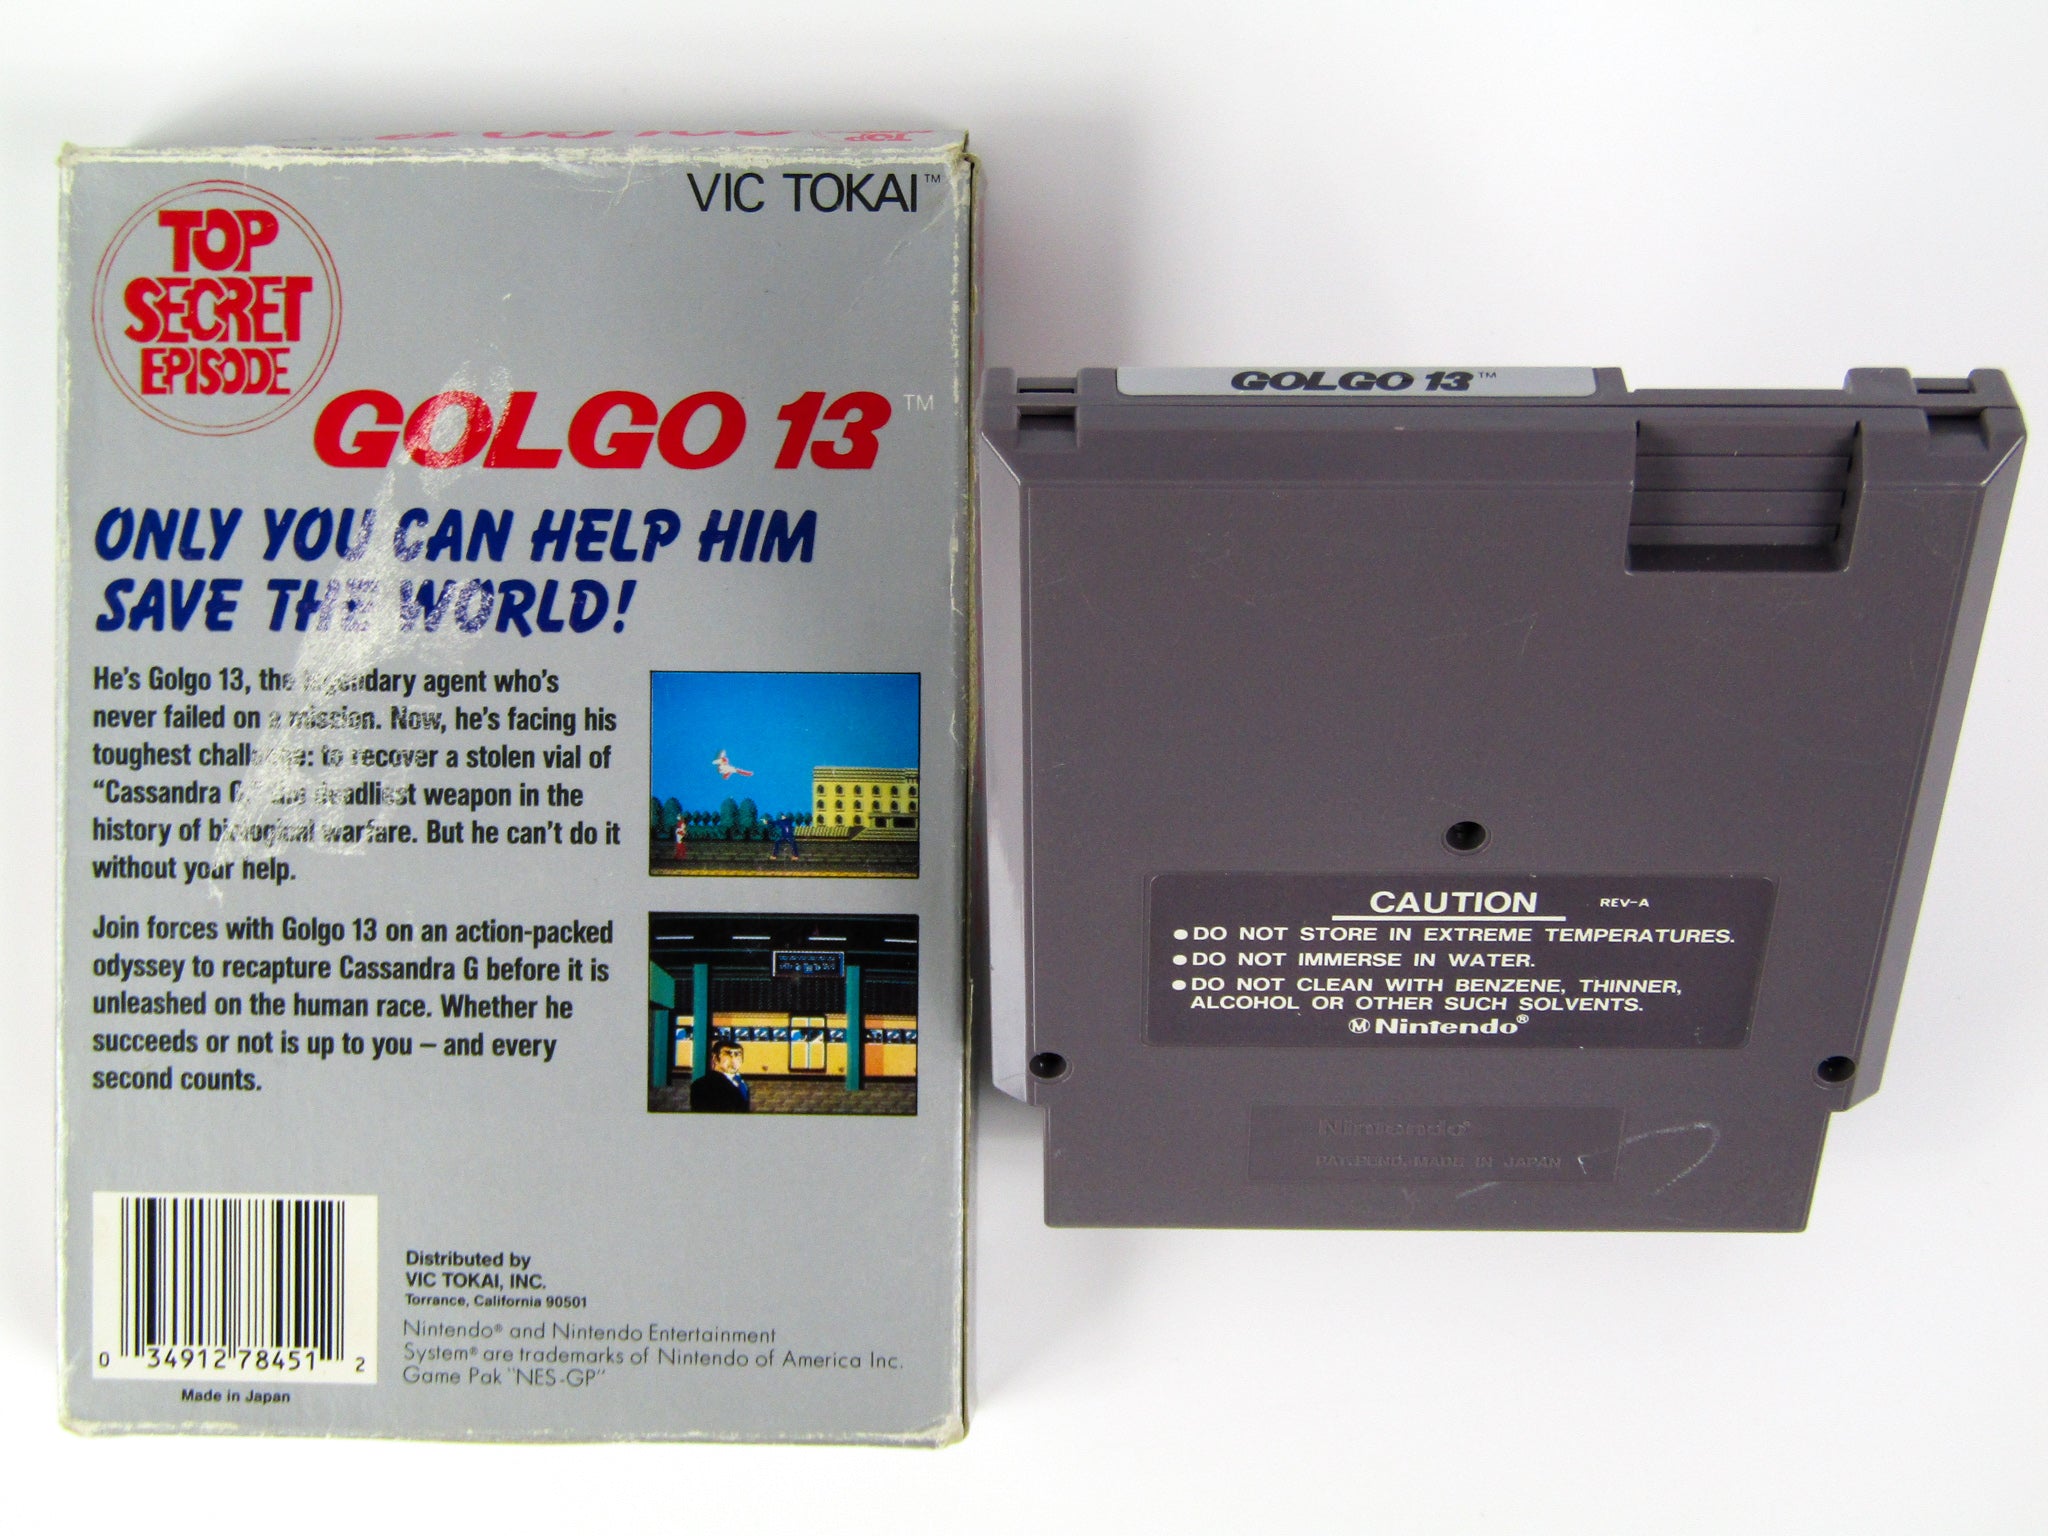 VIC TOKAI™
TOP
SECRET
EPISODE
GOLGO 13™
ONLY YOU CAN HELP HIM
SAVE THE WORLD!
He's Golgo 13, the legendary agent who's
never failed on a mission. Now, he's facing his
toughest challenge: to recover a stolen vial of
“Cassandra G,” the deadliest weapon in the
history of biological warfare. But he can't do it
without your help.
Join forces with Golgo 13 on an action-packed
odyssey to recapture Cassandra G before it is
unleashed on the human race. Whether he
succeeds or not is up to you – and every
second counts.
0 34912 78451 2
Made in Japan
Distributed by
VIC TOKAI, INC.
Torrance, California 90501
Nintendo® and Nintendo Entertainment
System® are trademarks of Nintendo of America Inc.
Game Pak "NES-GP"
GOLGO 13™
CAUTION REV-A
● DO NOT STORE IN EXTREME TEMPERATURES.
● DO NOT IMMERSE IN WATER.
● DO NOT CLEAN WITH BENZENE, THINNER,
ALCOHOL OR OTHER SUCH SOLVENTS.
Ⓜ Nintendo®
Nintendo®
PAT. PEND. MADE IN JAPAN